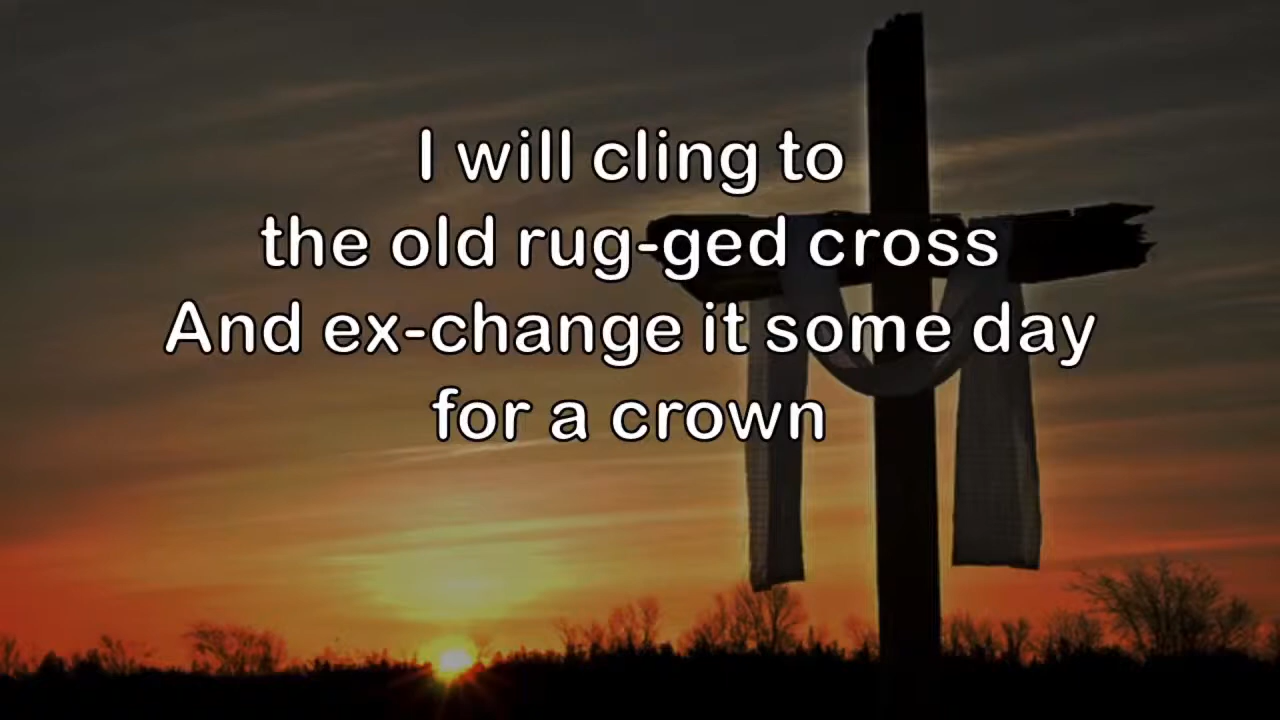 I will cling to
the old rug-ged cross
And ex-change it some day
for a crown